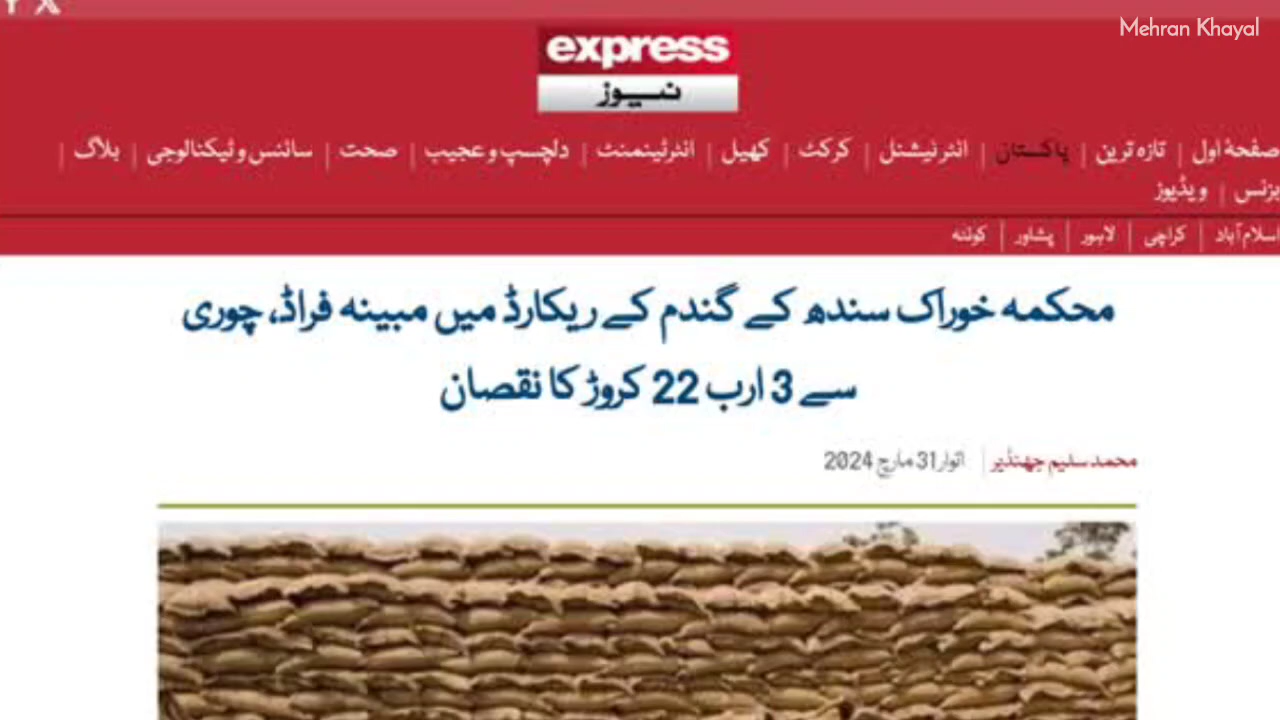 Mehran Khayal
express
نیوز
صفحۂ اول | تازہ ترین | پاکستان | انٹرنیشنل | کرکٹ | کھیل | انٹرٹینمنٹ | دلچسپ و عجیب | صحت | سائنس و ٹیکنالوجی | بلاگ |
بزنس | ویڈیوز
اسلام آباد | کراچی | لاہور | پشاور | کوئٹہ
محکمہ خوراک سندھ کے گندم کے ریکارڈ میں مبینہ فراڈ، چوری
سے 3 ارب 22 کروڑ کا نقصان
محمد سلیم جھنڈیر | اتوار 31 مارچ 2024